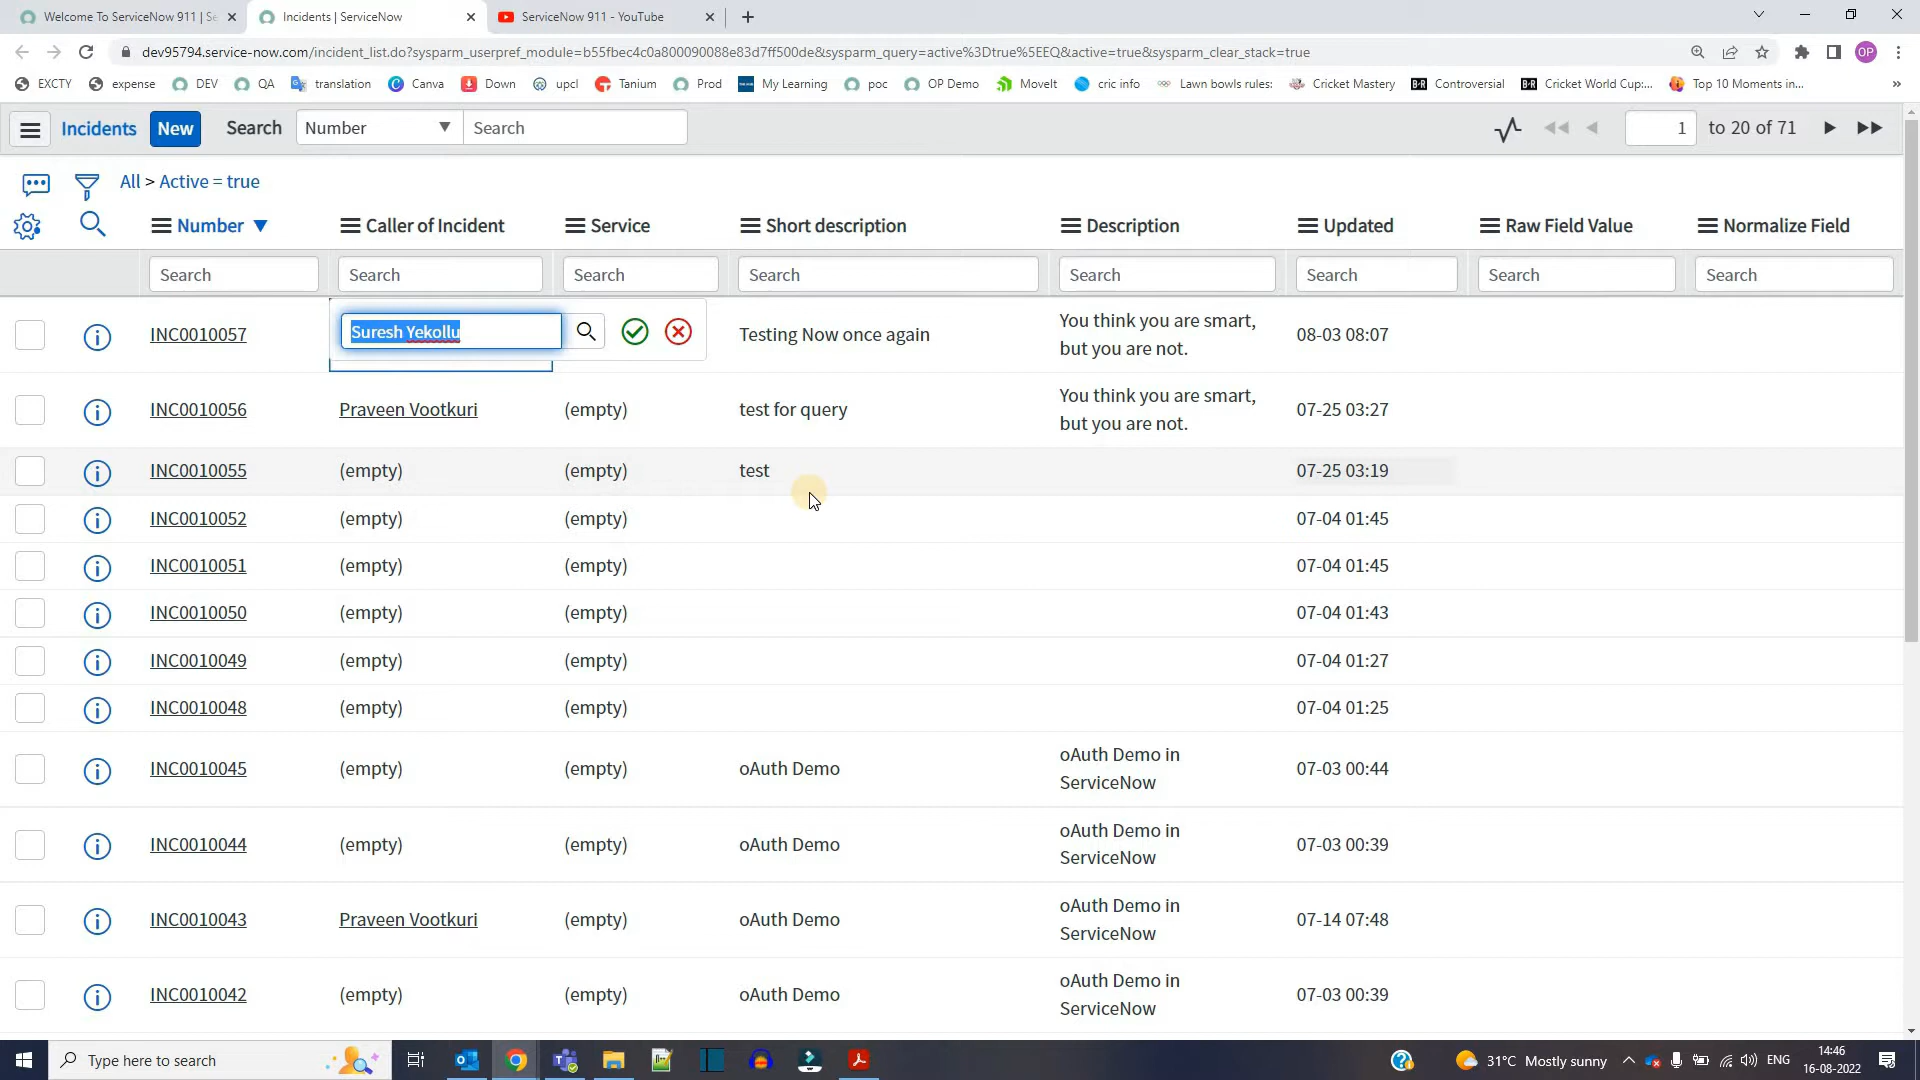 Welcome To ServiceNow 911 | Se
Incidents | ServiceNow
ServiceNow 911 - YouTube
dev95794.service-now.com/incident_list.do?sysparm_userpref_module=b55fbec4c0a800090088e83d7ff500de&sysparm_query=active%3Dtrue%5EEQ&active=true&sysparm_clear_stack=true
OP
EXCTY expense DEV QA translation Canva Down upcl Tanium Prod My Learning poc OP Demo MoveIt cric info Lawn bowls rules: Cricket Mastery B·R Controversial B·R Cricket World Cup:... Top 10 Moments in... »
Incidents New Search Number Search 1 to 20 of 71
All > Active = true
Number Caller of Incident Service Short description Description Updated Raw Field Value Normalize Field
Search Search Search Search Search Search Search Search
INC0010057 Suresh Yekollu Testing Now once again You think you are smart, 08-03 08:07
but you are not.
INC0010056 Praveen Vootkuri (empty) test for query You think you are smart, 07-25 03:27
but you are not.
INC0010055 (empty) (empty) test 07-25 03:19
INC0010052 (empty) (empty) 07-04 01:45
INC0010051 (empty) (empty) 07-04 01:45
INC0010050 (empty) (empty) 07-04 01:43
INC0010049 (empty) (empty) 07-04 01:27
INC0010048 (empty) (empty) 07-04 01:25
INC0010045 (empty) (empty) oAuth Demo oAuth Demo in 07-03 00:44
ServiceNow
INC0010044 (empty) (empty) oAuth Demo oAuth Demo in 07-03 00:39
ServiceNow
INC0010043 Praveen Vootkuri (empty) oAuth Demo oAuth Demo in 07-14 07:48
ServiceNow
INC0010042 (empty) (empty) oAuth Demo oAuth Demo in 07-03 00:39
ServiceNow
Type here to search 31°C Mostly sunny ENG 14:46
16-08-2022